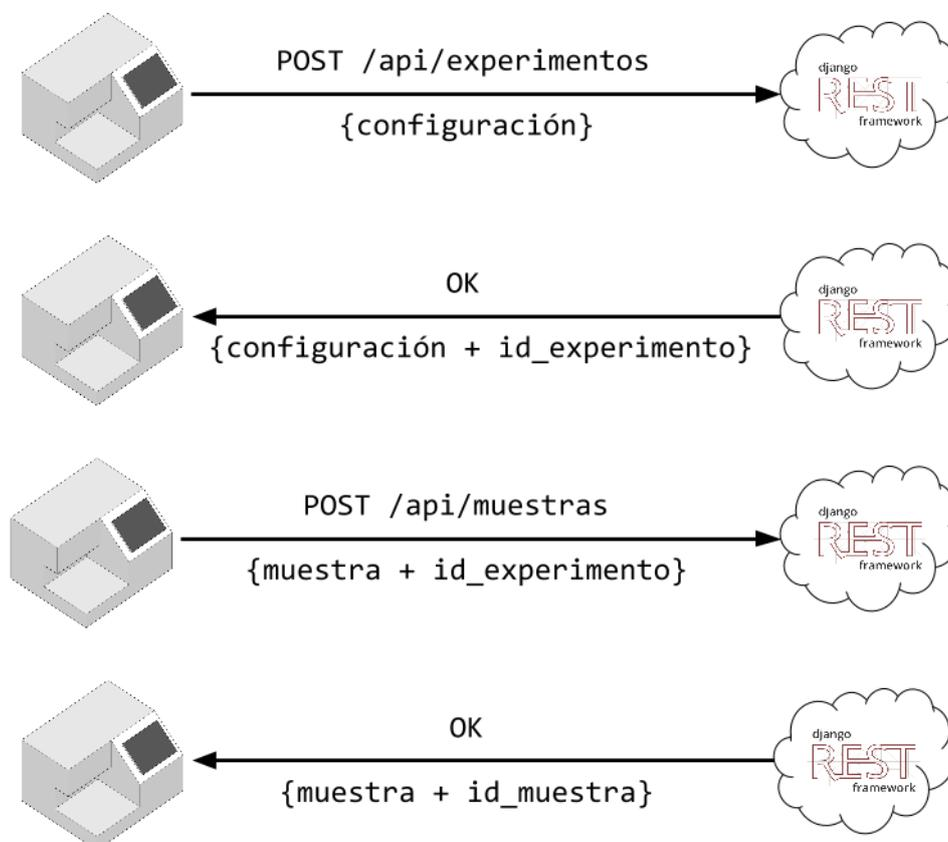 POST /api/experimentos
{configuración}
django
REST
framework
OK
{configuración + id_experimento}
django
REST
framework
POST /api/muestras
{muestra + id_experimento}
django
REST
framework
OK
{muestra + id_muestra}
django
REST
framework